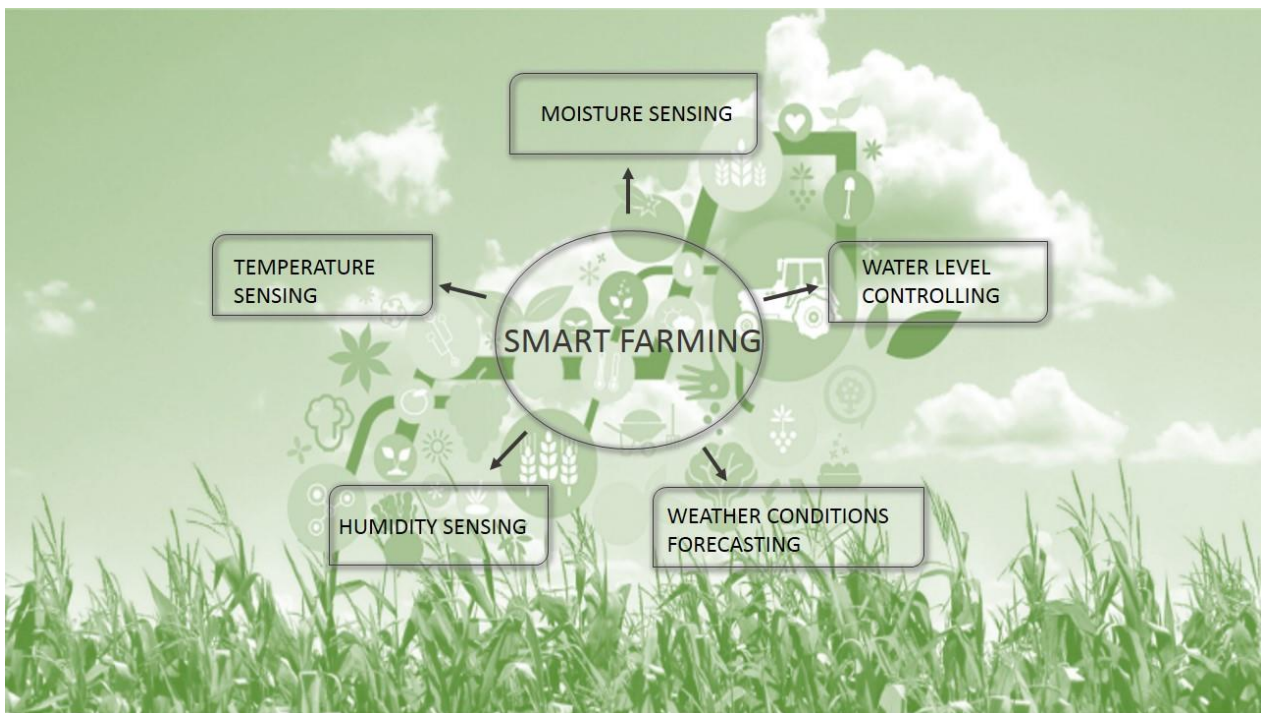 MOISTURE SENSING
TEMPERATURE
SENSING
WATER LEVEL
CONTROLLING
SMART FARMING
HUMIDITY SENSING
WEATHER CONDITIONS
FORECASTING